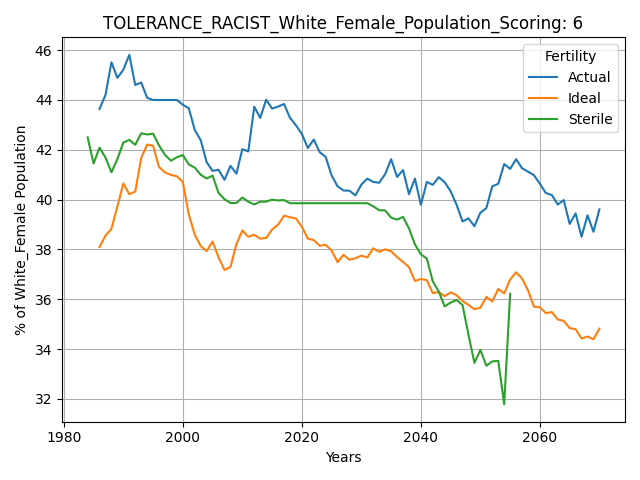 TOLERANCE_RACIST_White_Female_Population_Scoring: 6
% of White_Female Population
46
44
42
40
38
36
34
32
Fertility
Actual
Ideal
Sterile
1980
2000
2020
2040
2060
Years